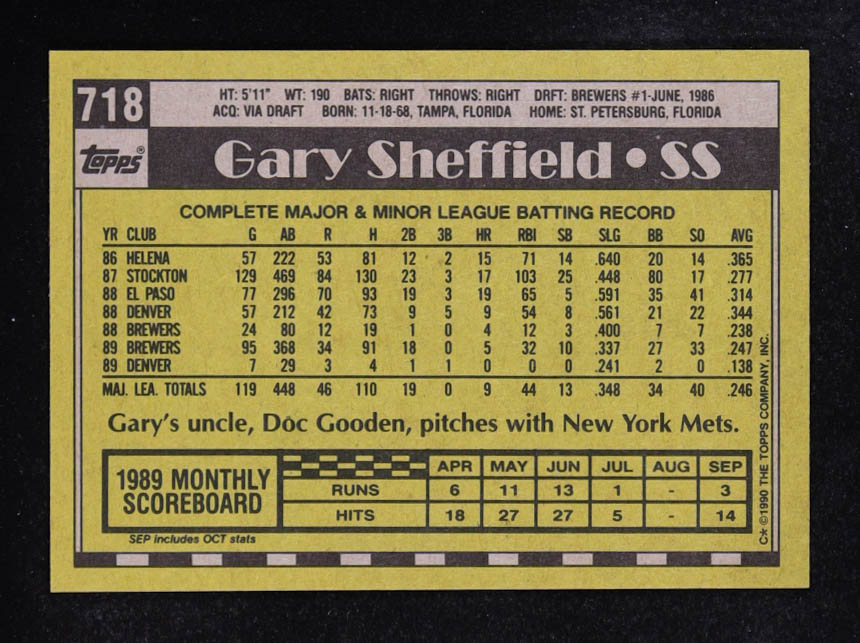 718
HT: 5'11" WT: 190 BATS: RIGHT THROWS: RIGHT DRFT: BREWERS #1-JUNE, 1986
ACQ: VIA DRAFT BORN: 11-18-68, TAMPA, FLORIDA HOME: ST. PETERSBURG, FLORIDA
Topps®
Gary Sheffield • SS
COMPLETE MAJOR & MINOR LEAGUE BATTING RECORD
YR CLUB G AB R H 2B 3B HR RBI SB SLG BB SO AVG
86 HELENA 57 222 53 81 12 2 15 71 14 .640 20 14 .365
87 STOCKTON 129 469 84 130 23 3 17 103 25 .448 80 17 .277
88 EL PASO 77 296 70 93 19 3 19 65 5 .591 35 41 .314
88 DENVER 57 212 42 73 9 5 9 54 8 .561 21 22 .344
88 BREWERS 24 80 12 19 1 0 4 12 3 .400 7 7 .238
89 BREWERS 95 368 34 91 18 0 5 32 10 .337 27 33 .247
89 DENVER 7 29 3 4 1 1 0 0 0 .241 2 0 .138
MAJ. LEA. TOTALS 119 448 46 110 19 0 9 44 13 .348 34 40 .246
Gary's uncle, Doc Gooden, pitches with New York Mets.
1989 MONTHLY
SCOREBOARD
APR MAY JUN JUL AUG SEP
RUNS 6 11 13 1 - 3
HITS 18 27 27 5 - 14
SEP includes OCT stats
C* ©1990 THE TOPPS COMPANY, INC.